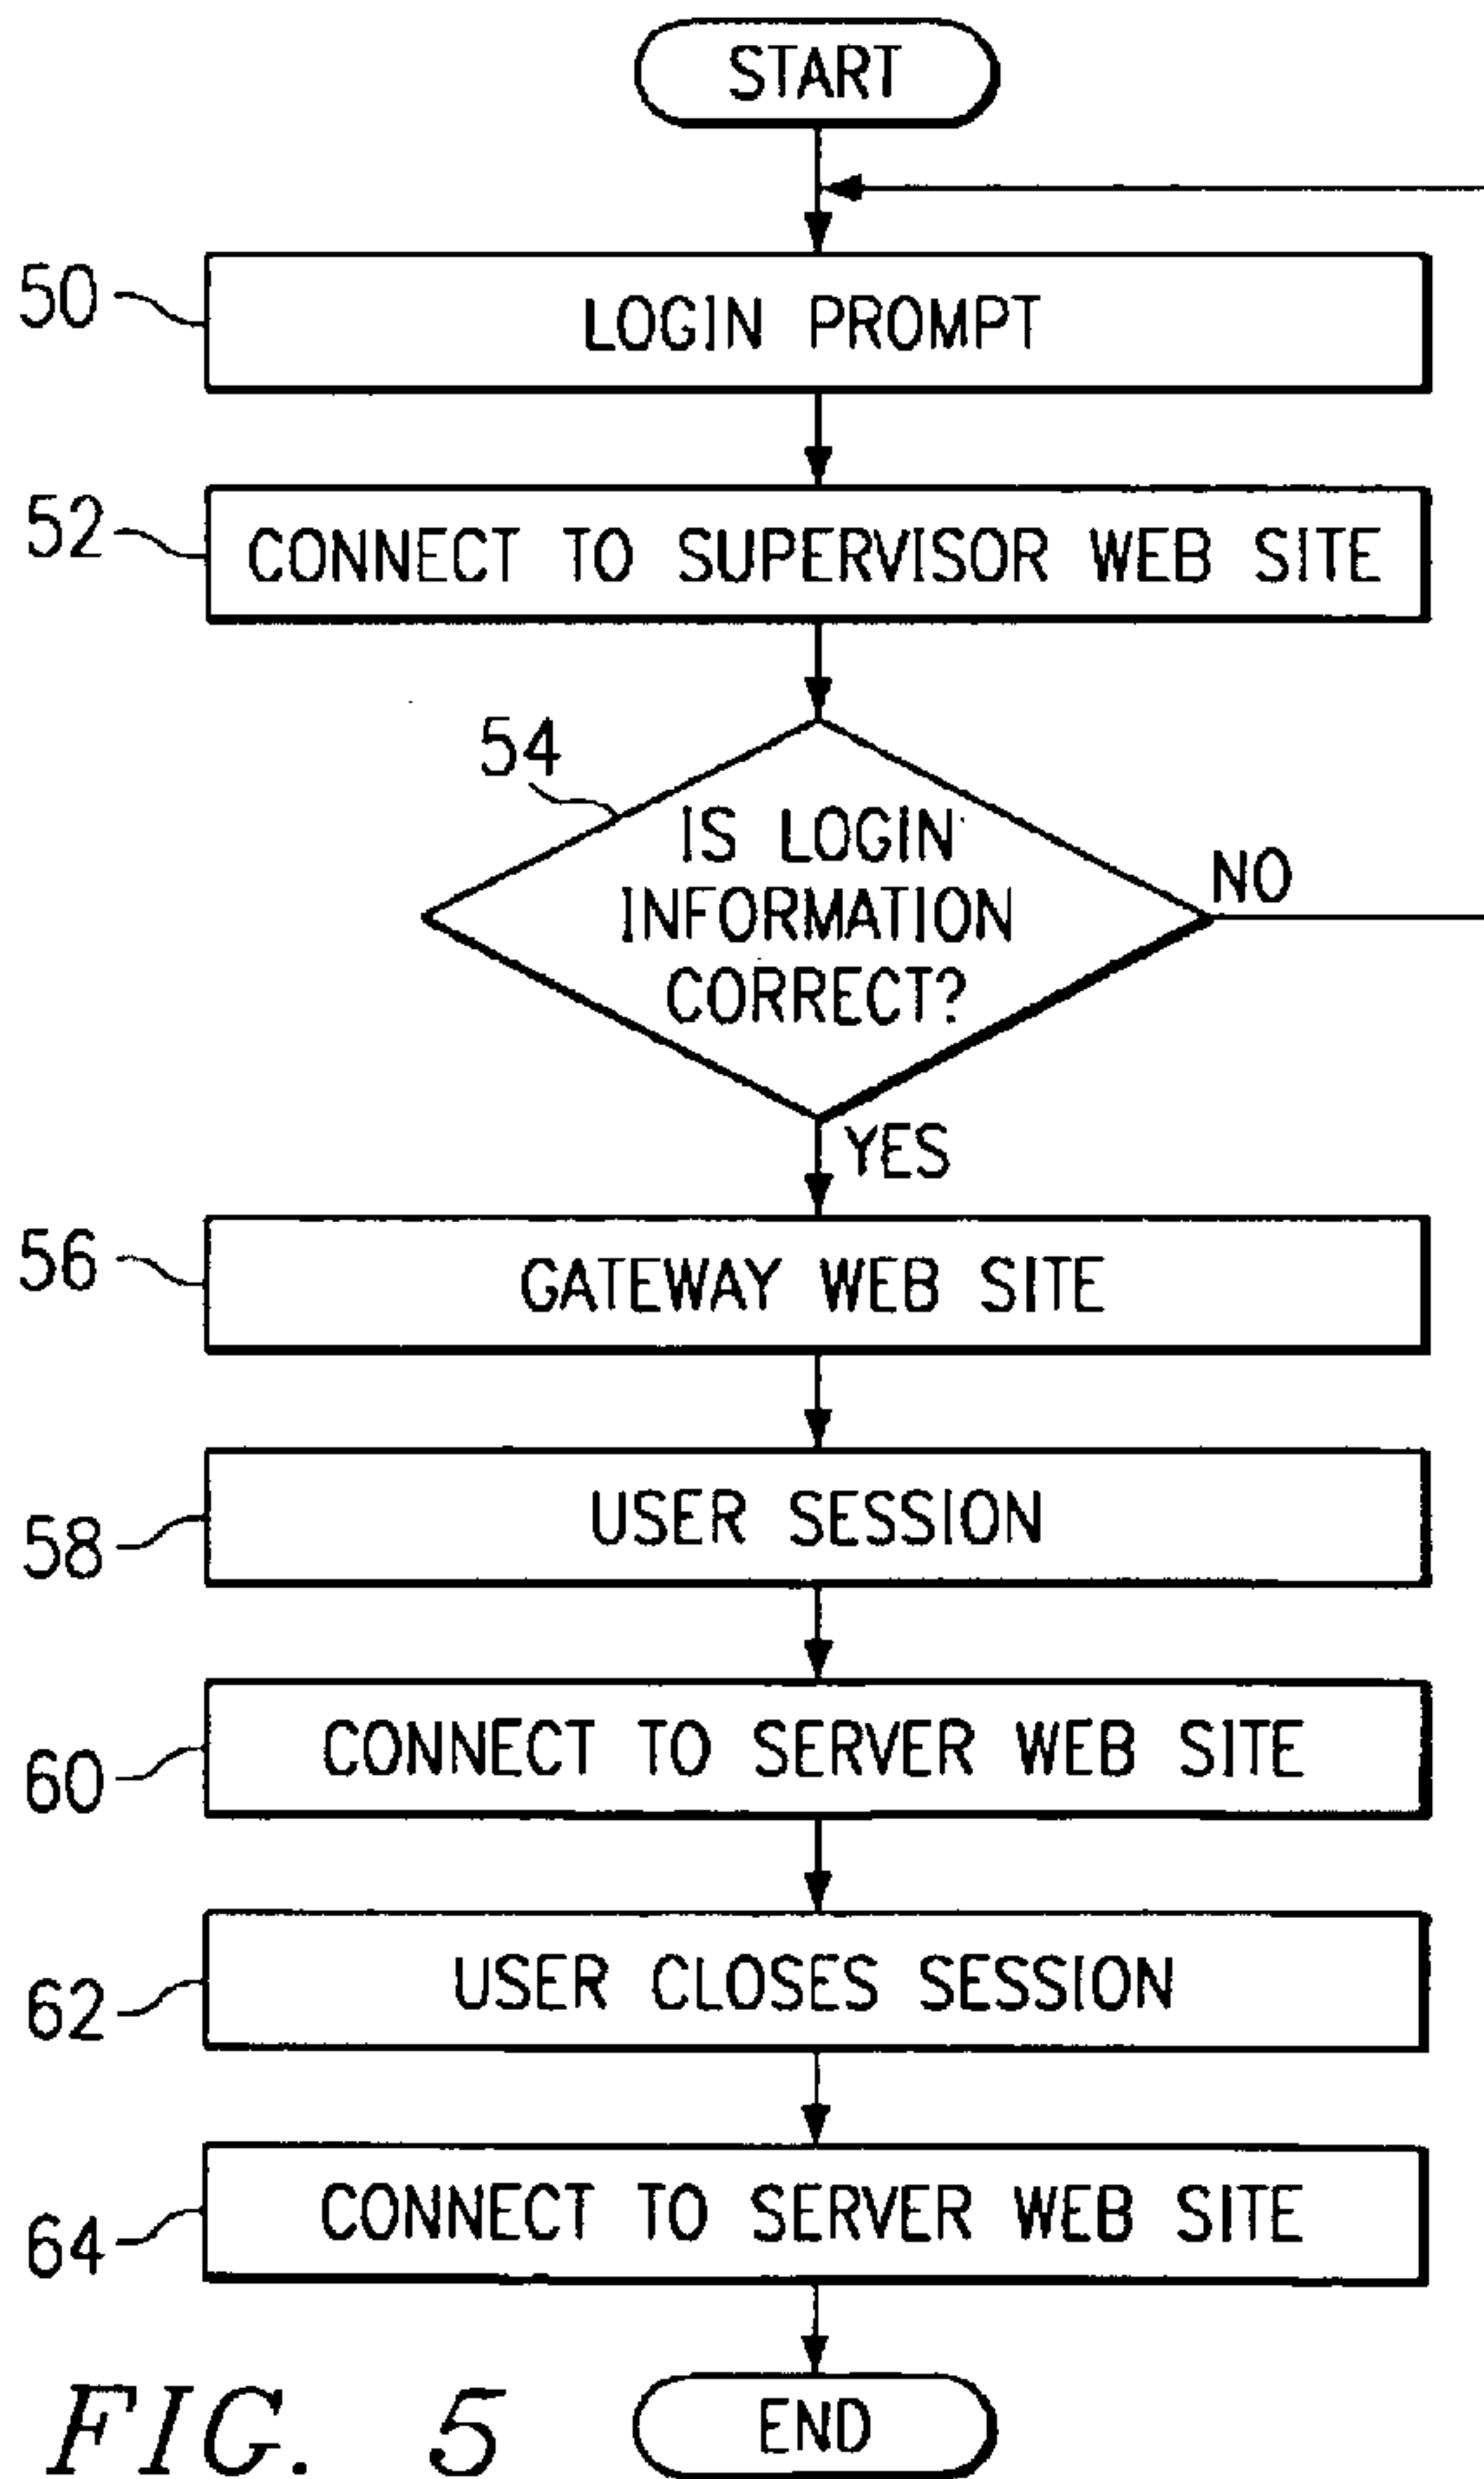 START
50
LOGIN PROMPT
52
CONNECT TO SUPERVISOR WEB SITE
54
IS LOGIN
INFORMATION
CORRECT?
NO
YES
56
GATEWAY WEB SITE
58
USER SESSION
60
CONNECT TO SERVER WEB SITE
62
USER CLOSES SESSION
64
CONNECT TO SERVER WEB SITE
END
FIG. 5